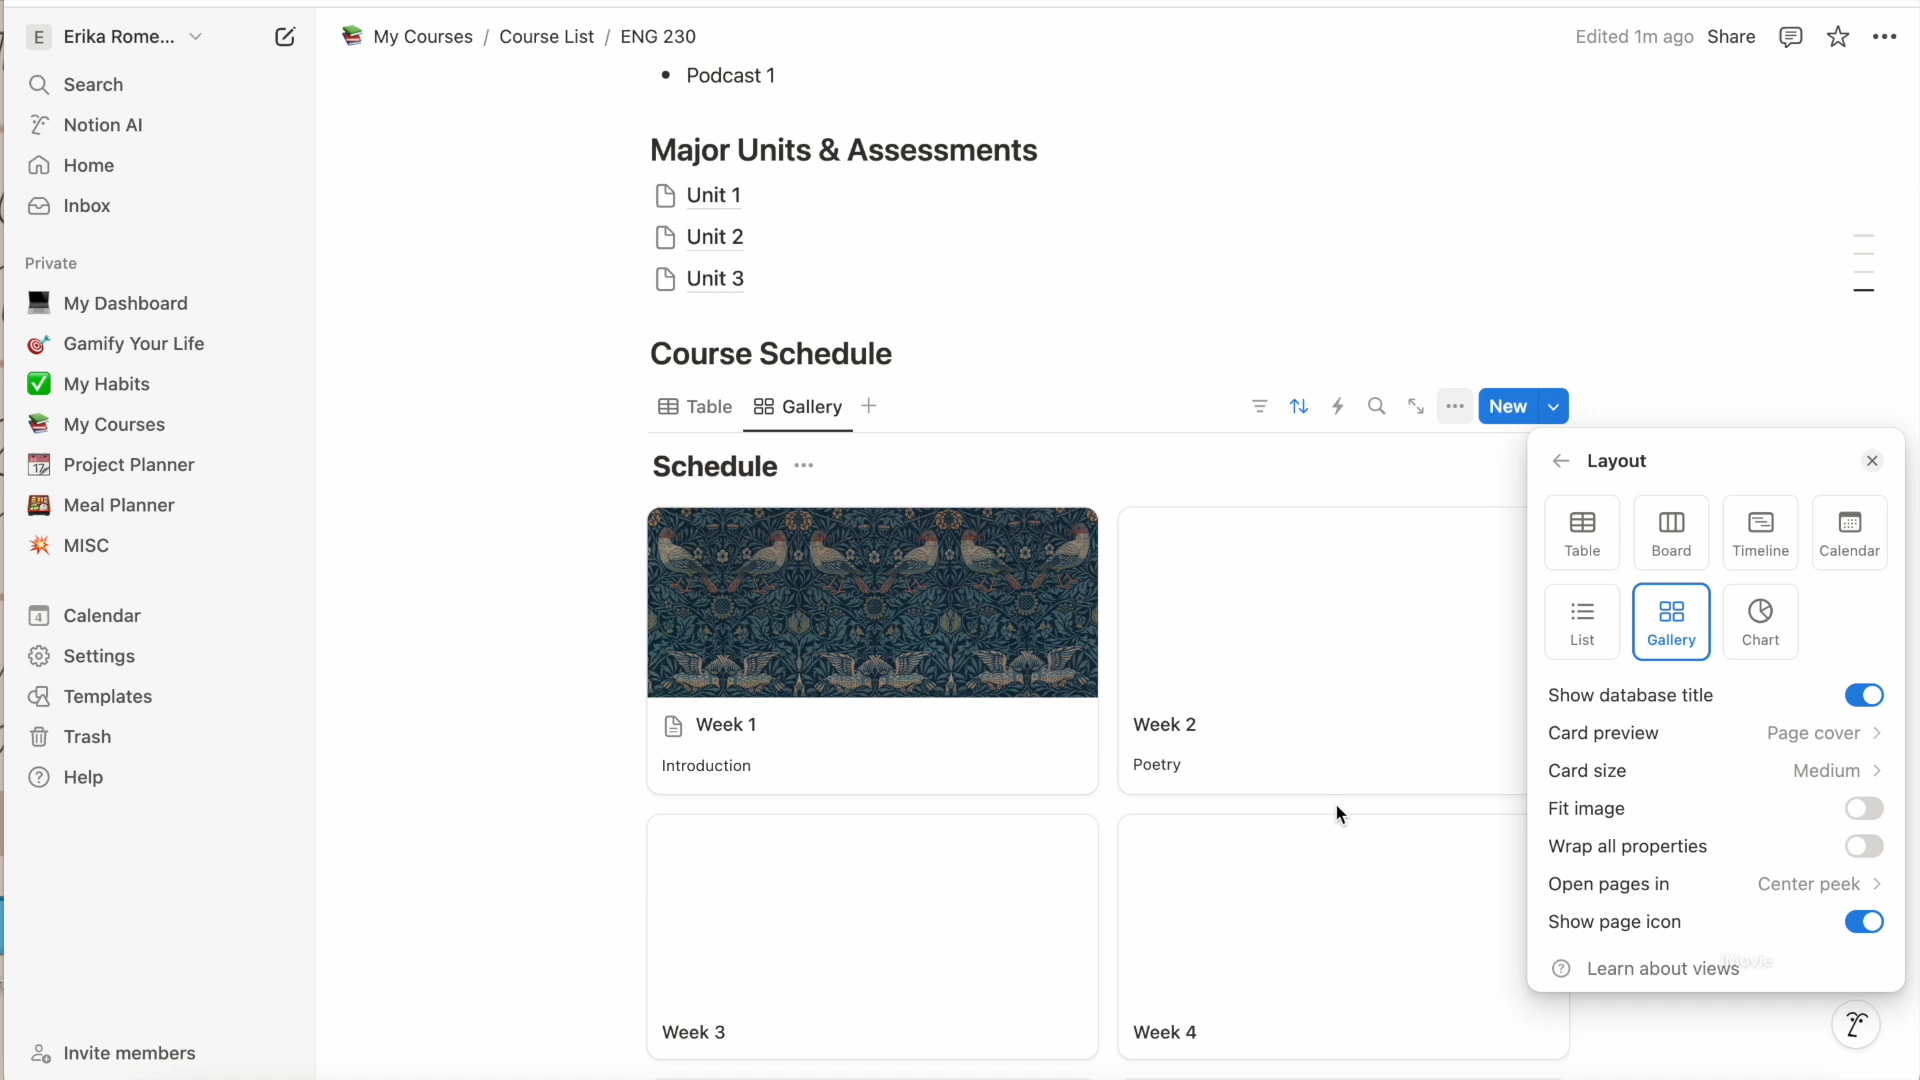 E Erika Rome...
Search
Notion AI
Home
Inbox
Private
My Dashboard
Gamify Your Life
My Habits
My Courses
17 Project Planner
Meal Planner
MISC
4 Calendar
Settings
Templates
Trash
? Help
Invite members
My Courses / Course List / ENG 230
Edited 1m ago Share
• Podcast 1
Major Units & Assessments
Unit 1
Unit 2
Unit 3
Course Schedule
Table Gallery +
New
Schedule ...
Week 1
Introduction
Week 2
Poetry
Week 3
Week 4
Layout
Table Board Timeline Calendar
List Gallery Chart
Show database title
Card preview Page cover
Card size Medium
Fit image
Wrap all properties
Open pages in Center peek
Show page icon
? Learn about views
iMovie